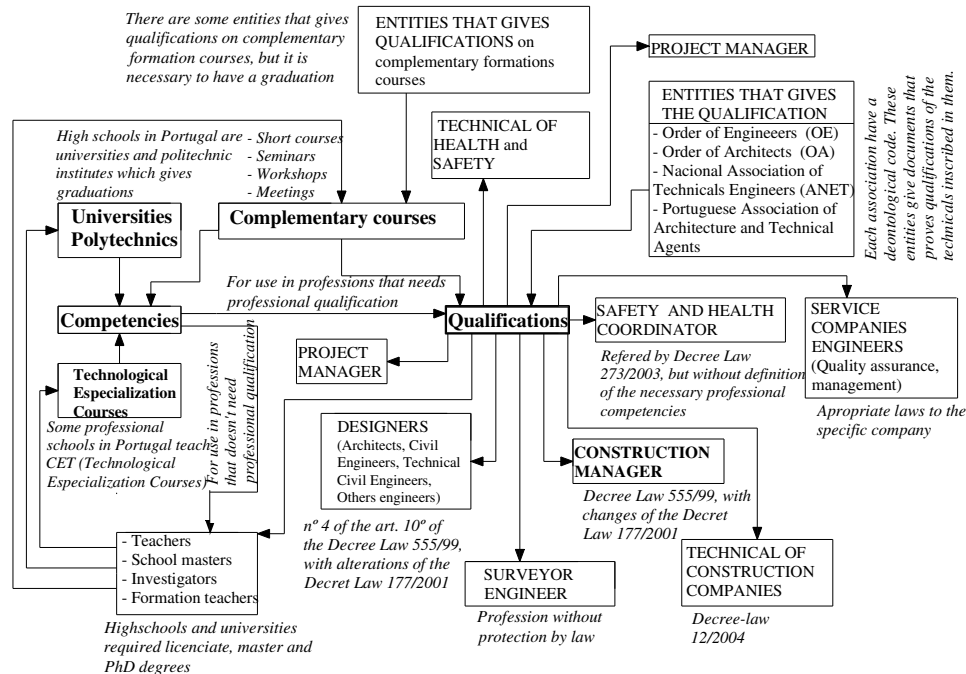 There are some entities that gives
qualifications on complementary
formation courses, but it is
necessary to have a graduation
ENTITIES THAT GIVES
QUALIFICATIONS on
complementary formations
courses
PROJECT MANAGER
ENTITIES THAT GIVES
THE QUALIFICATION
- Order of Engineeers (OE)
- Order of Architects (OA)
- Nacional Association of
Technicals Engineers (ANET)
- Portuguese Association of
Architecture and Technical
Agents
Each association have a
deontological code. These
entities give documents that
proves qualifications of the
technicals inscribed in them.
TECHNICAL OF
HEALTH and
SAFETY
High schools in Portugal are
universities and politechnic
institutes which gives
graduations
- Short courses
- Seminars
- Workshops
- Meetings
Universities
Polytechnics
Complementary courses
For use in professions that needs
professional qualification
Competencies
Qualifications
SAFETY AND HEALTH
COORDINATOR
Refered by Decree Law
273/2003, but without definition
of the necessary professional
competencies
SERVICE
COMPANIES
ENGINEERS
(Quality assurance,
management)
Apropriate laws to the
specific company
PROJECT
MANAGER
Technological
Especialization
Courses
Some professional
schools in Portugal teach
CET (Technological
Especialization Courses)
For use in professions
that doesn't need
professional qualification
DESIGNERS
(Architects, Civil
Engineers, Technical
Civil Engineers,
Others engineers)
nº 4 of the art. 10º of
the Decree Law 555/99,
with alterations of the
Decret Law 177/2001
CONSTRUCTION
MANAGER
Decree Law 555/99, with
changes of the Decret
Law 177/2001
- Teachers
- School masters
- Investigators
- Formation teachers
Highschools and universities
required licenciate, master and
PhD degrees
SURVEYOR
ENGINEER
Profession without
protection by law
TECHNICAL OF
CONSTRUCTION
COMPANIES
Decree-law
12/2004